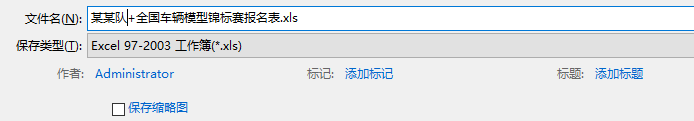 文件名(N): 某某队+全国车辆模型锦标赛报名表.xls
保存类型(T): Excel 97-2003 工作簿(*.xls)
作者: Administrator 标记: 添加标记 标题: 添加标题
保存缩略图